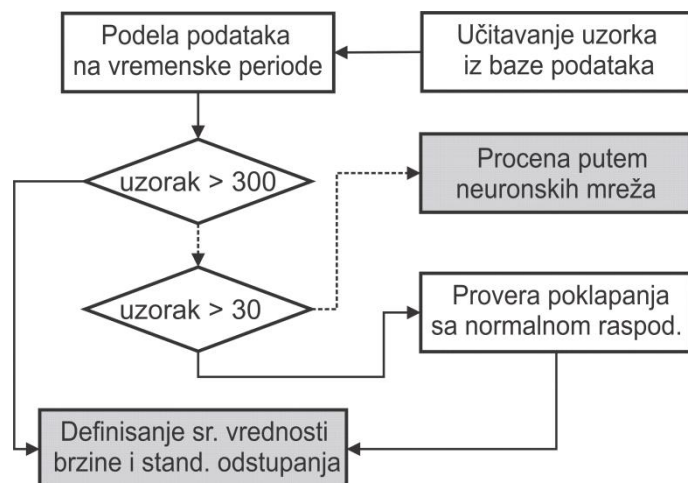 Podela podataka
na vremenske periode
Učitavanje uzorka
iz baze podataka
uzorak > 300
Procena putem
neuronskih mreža
uzorak > 30
Provera poklapanja
sa normalnom raspod.
Definisanje sr. vrednosti
brzine i stand. odstupanja